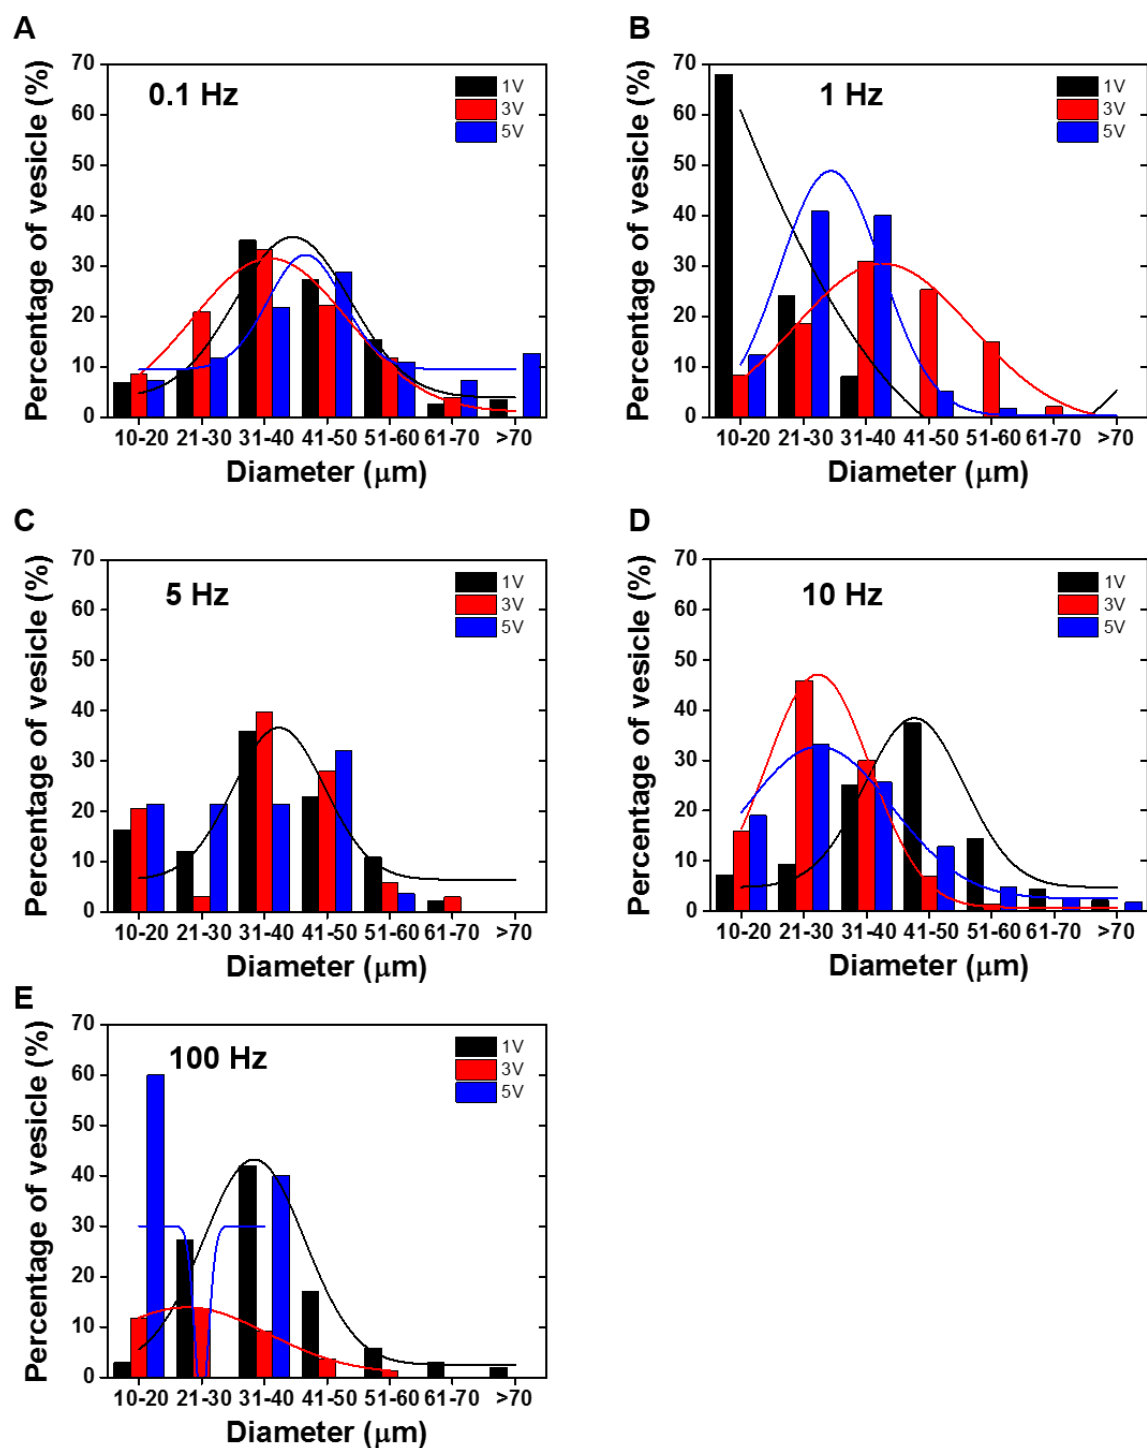 A
Percentage of vesicle (%)
70
60
50
40
30
20
10
0
0.1 Hz
1V
3V
5V
10-20 21-30 31-40 41-50 51-60 61-70 >70
Diameter (μm)
B
Percentage of vesicle (%)
70
60
50
40
30
20
10
0
1 Hz
1V
3V
5V
10-20 21-30 31-40 41-50 51-60 61-70 >70
Diameter (μm)
C
Percentage of vesicle (%)
70
60
50
40
30
20
10
0
5 Hz
1V
3V
5V
10-20 21-30 31-40 41-50 51-60 61-70 >70
Diameter (μm)
D
Percentage of vesicle (%)
70
60
50
40
30
20
10
0
10 Hz
1V
3V
5V
10-20 21-30 31-40 41-50 51-60 61-70 >70
Diameter (μm)
E
Percentage of vesicle (%)
70
60
50
40
30
20
10
0
100 Hz
1V
3V
5V
10-20 21-30 31-40 41-50 51-60 61-70 >70
Diameter (μm)